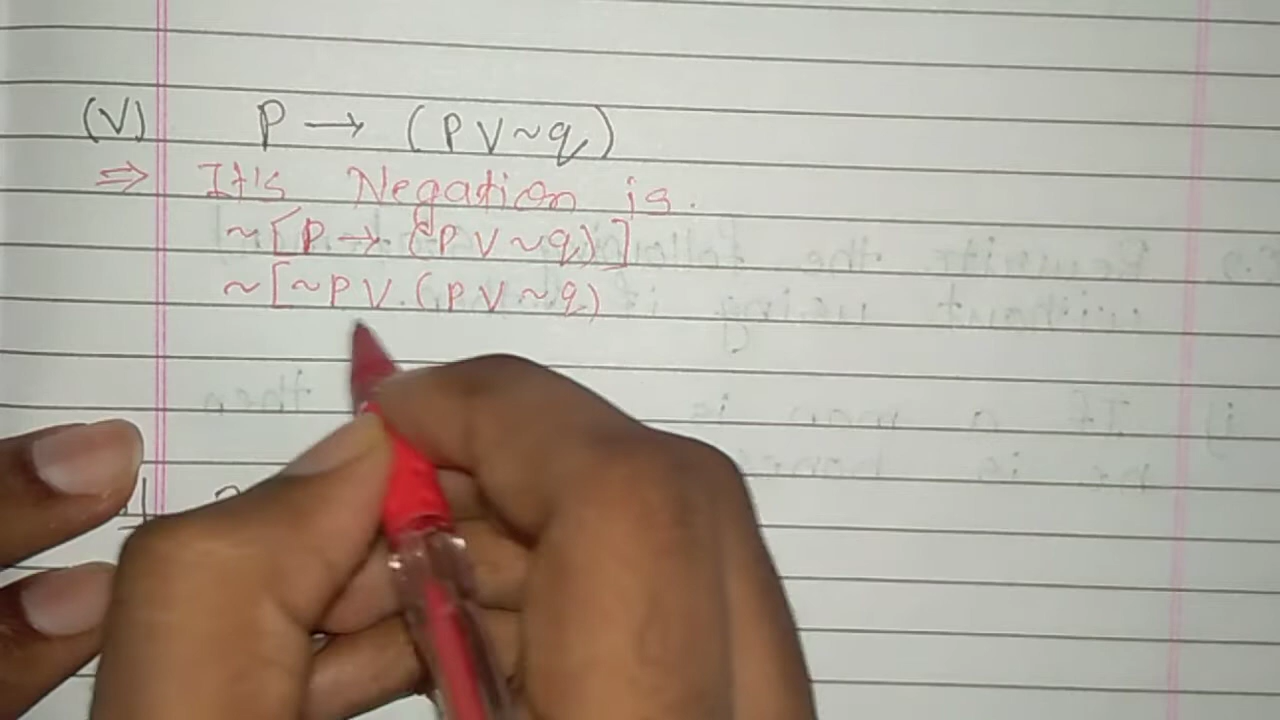 (V) P → (P V ~ q)
⇒ It's Negation is.
~ [P → (P V ~ q)]
~ [~ P V (P V ~ q)